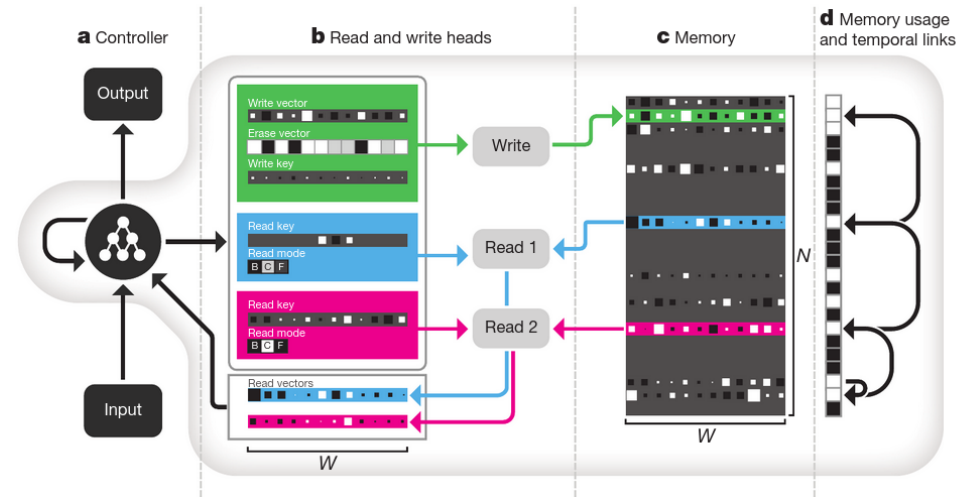 a Controller
b Read and write heads
c Memory
d Memory usage
and temporal links
Output
Input
Write vector
Erase vector
Write key
Read key
Read mode
B C F
Read key
Read mode
B C F
Read vectors
W
Write
Read 1
Read 2
N
W